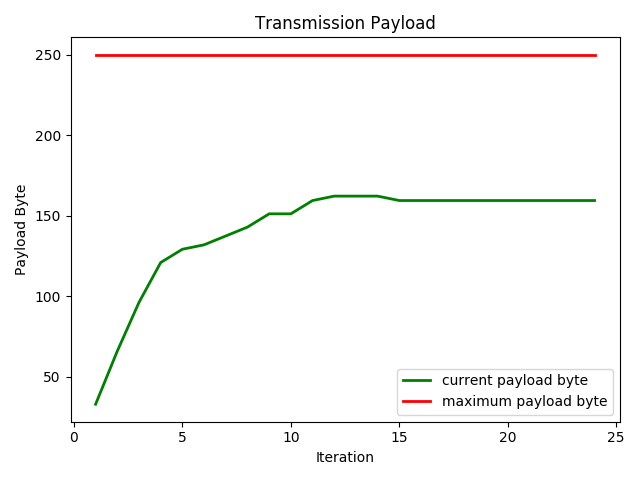 Transmission Payload
250
200
150
100
50
Payload Byte
0
5
10
15
20
25
Iteration
current payload byte
maximum payload byte